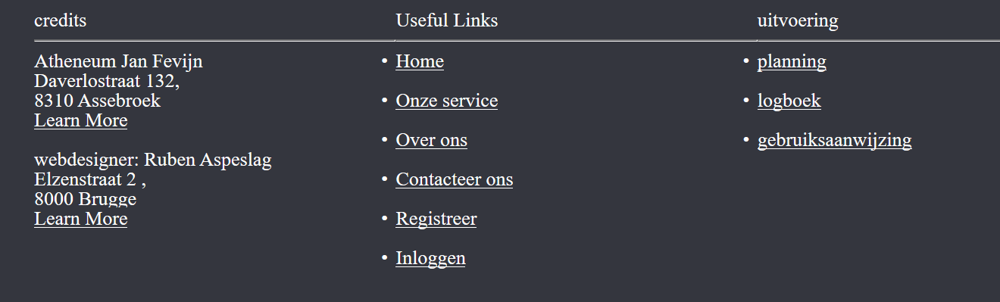 credits
Atheneum Jan Fevijn
Daverlostraat 132,
8310 Assebroek
Learn More
webdesigner: Ruben Aspeslag
Elzenstraat 2 ,
8000 Brugge
Learn More
Useful Links
• Home
• Onze service
• Over ons
• Contacteer ons
• Registreer
• Inloggen
uitvoering
• planning
• logboek
• gebruiksaanwijzing